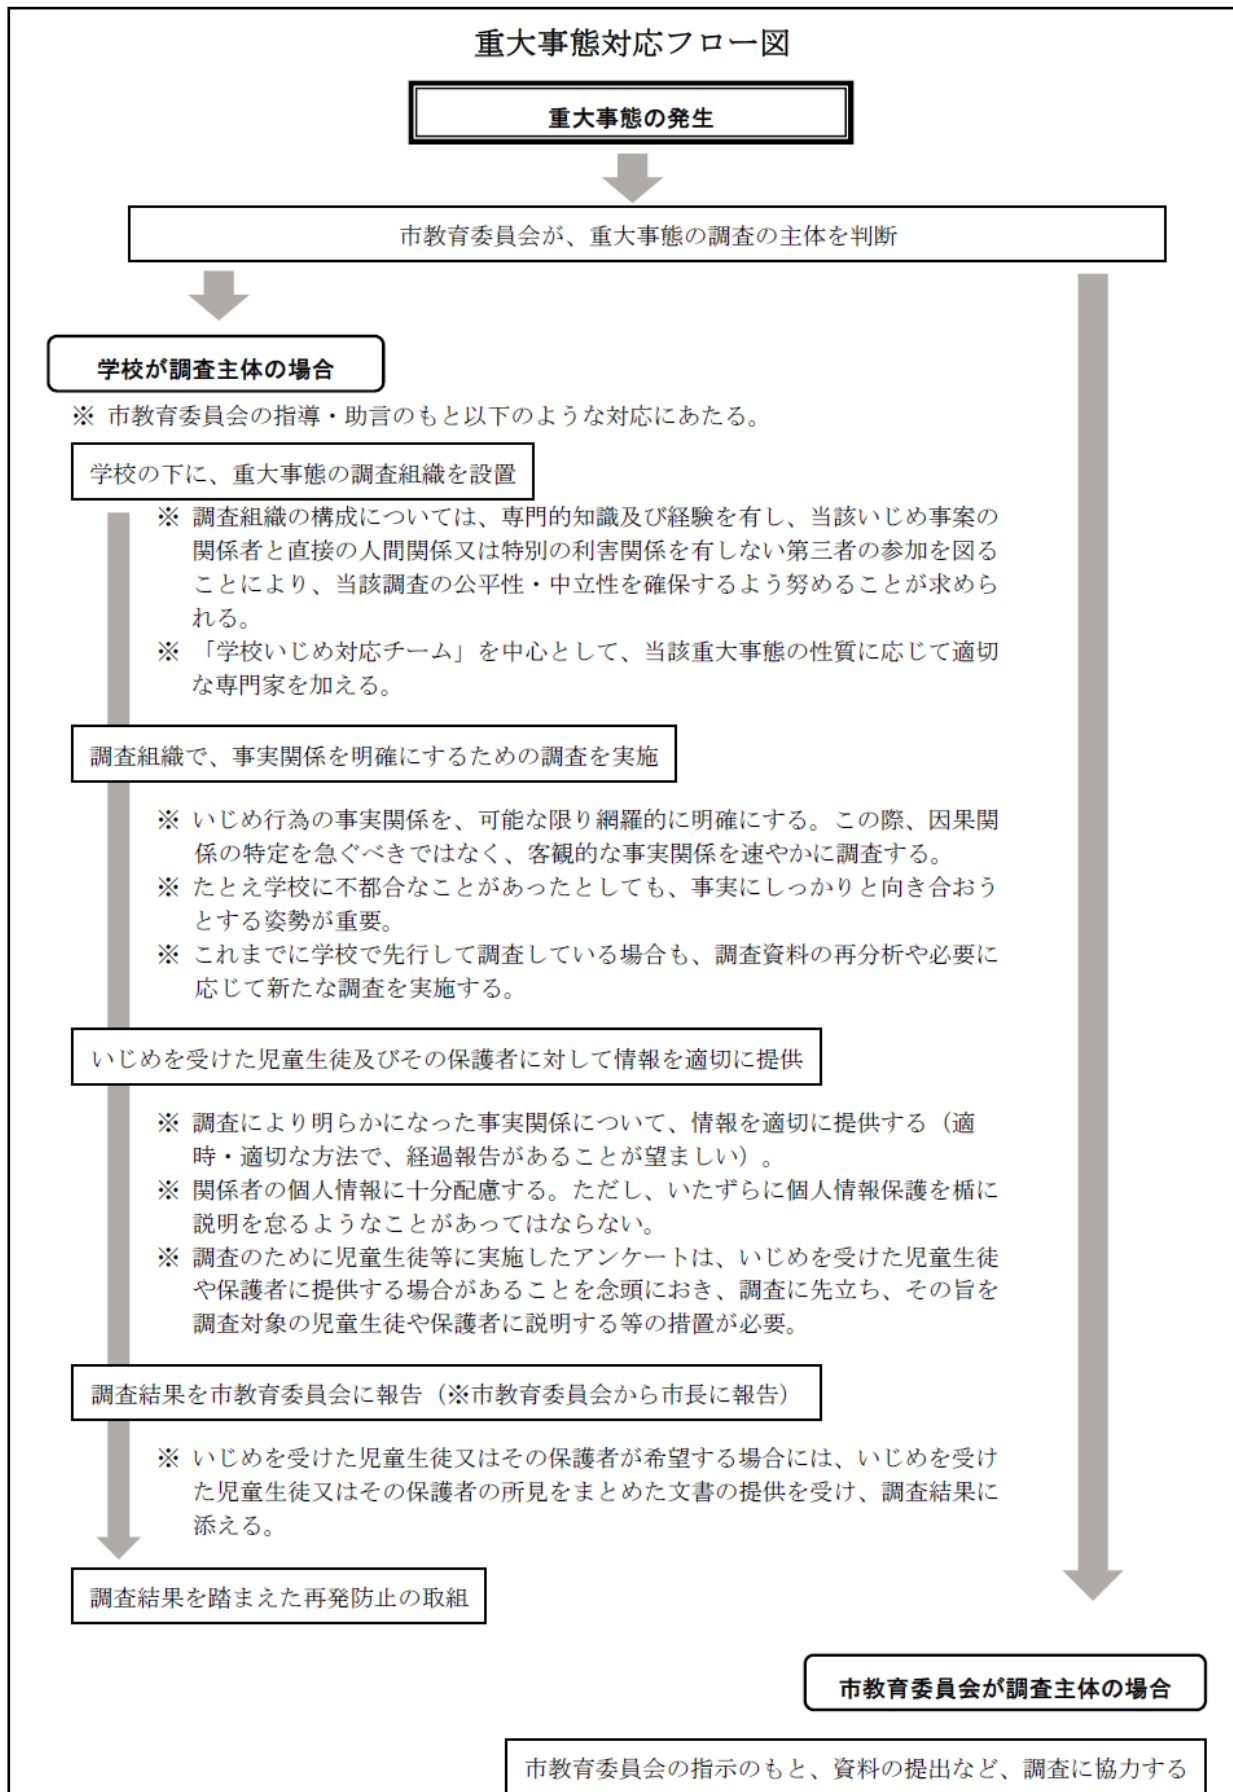 重大事態対応フロー図
重大事態の発生
市教育委員会が、重大事態の調査の主体を判断
学校が調査主体の場合
※ 市教育委員会の指導・助言のもと以下のような対応にあたる。
学校の下に、重大事態の調査組織を設置
※ 調査組織の構成については、専門的知識及び経験を有し、当該いじめ事案の
関係者と直接の人間関係又は特別の利害関係を有しない第三者の参加を図る
ことにより、当該調査の公平性・中立性を確保するよう努めることが求めら
れる。
※ 「学校いじめ対応チーム」を中心として、当該重大事態の性質に応じて適切
な専門家を加える。
調査組織で、事実関係を明確にするための調査を実施
※ いじめ行為の事実関係を、可能な限り網羅的に明確にする。この際、因果関
係の特定を急ぐべきではなく、客観的な事実関係を速やかに調査する。
※ たとえ学校に不都合なことがあったとしても、事実にしっかりと向き合おう
とする姿勢が重要。
※ これまでに学校で先行して調査している場合も、調査資料の再分析や必要に
応じて新たな調査を実施する。
いじめを受けた児童生徒及びその保護者に対して情報を適切に提供
※ 調査により明らかになった事実関係について、情報を適切に提供する（適
時・適切な方法で、経過報告があることが望ましい）。
※ 関係者の個人情報に十分配慮する。ただし、いたずらに個人情報保護を楯に
説明を怠るようなことがあってはならない。
※ 調査のために児童生徒等に実施したアンケートは、いじめを受けた児童生徒
や保護者に提供する場合があることを念頭におき、調査に先立ち、その旨を
調査対象の児童生徒や保護者に説明する等の措置が必要。
調査結果を市教育委員会に報告（※市教育委員会から市長に報告）
※ いじめを受けた児童生徒又はその保護者が希望する場合には、いじめを受け
た児童生徒又はその保護者の所見をまとめた文書の提供を受け、調査結果に
添える。
調査結果を踏まえた再発防止の取組
市教育委員会が調査主体の場合
市教育委員会の指示のもと、資料の提出など、調査に協力する